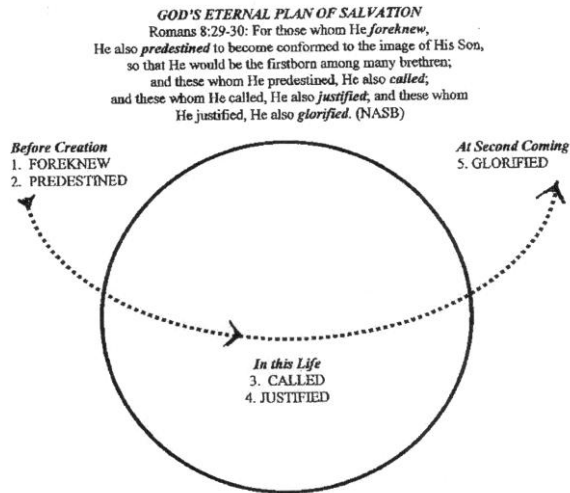 GOD'S ETERNAL PLAN OF SALVATION
Romans 8:29-30: For those whom He foreknew,
He also predestined to become conformed to the image of His Son,
so that He would be the firstborn among many brethren;
and these whom He predestined, He also called;
and these whom He called, He also justified; and these whom
He justified, He also glorified. (NASB)
Before Creation
1. FOREKNEW
2. PREDESTINED
At Second Coming
5. GLORIFIED
In this Life
3. CALLED
4. JUSTIFIED